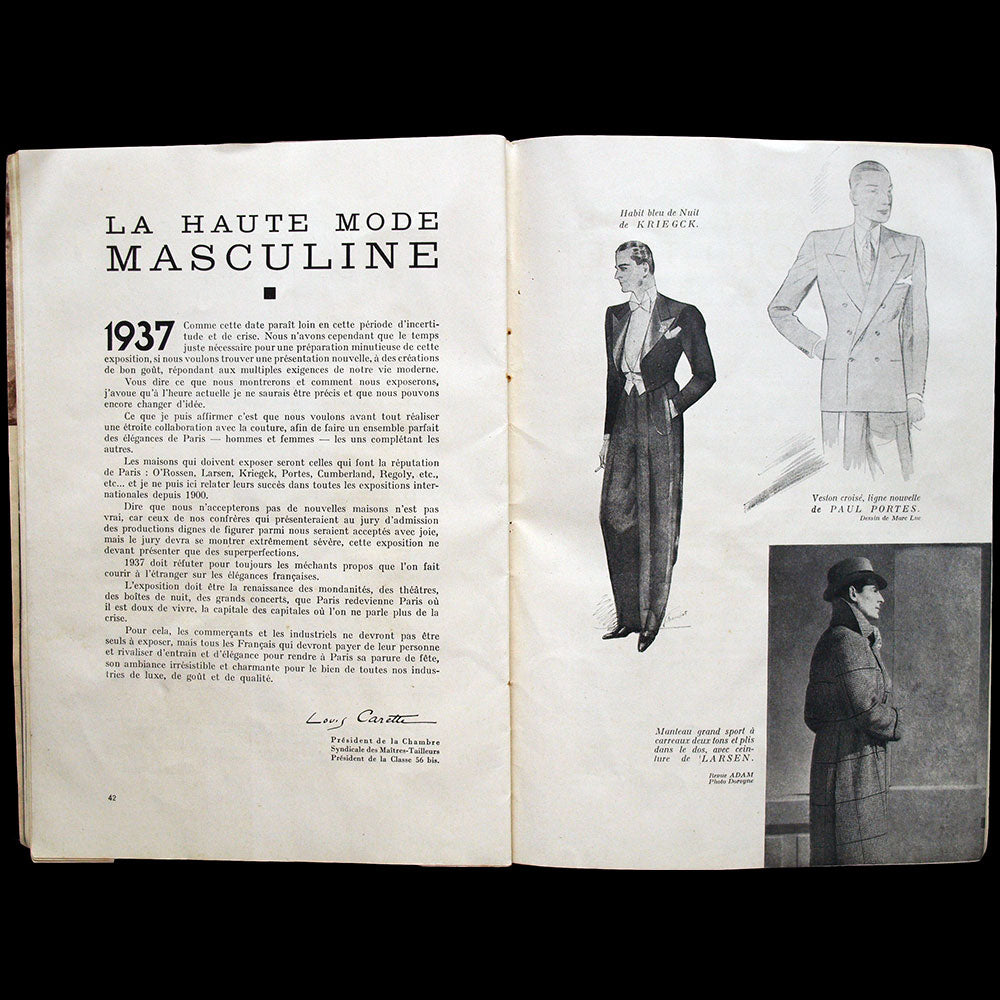 LA HAUTE MODE
MASCULINE
1937 Comme cette date paraît loin en cette période d'incerti-
tude et de crise. Nous n'avons cependant que le temps
juste nécessaire pour une préparation minutieuse de cette
exposition, si nous voulons trouver une présentation nouvelle, à des créations
de bon goût, répondant aux multiples exigences de notre vie moderne.
Vous dire ce que nous montrerons et comment nous exposerons,
j'avoue qu'à l'heure actuelle je ne saurais être précis et que nous pouvons
encore changer d'idée.
Ce que je puis affirmer c'est que nous voulons avant tout réaliser
une étroite collaboration avec la couture, afin de faire un ensemble parfait
des élégances de Paris — hommes et femmes — les uns complétant les
autres.
Les maisons qui doivent exposer seront celles qui font la réputation
de Paris : O'Rossen, Larsen, Kriegck, Portes, Cumberland, Regoly, etc.,
etc... et je ne puis ici relater leurs succès dans toutes les expositions inter-
nationales depuis 1900.
Dire que nous n'accepterons pas de nouvelles maisons n'est pas
vrai, car ceux de nos confrères qui présenteraient au jury d'admission
des productions dignes de figurer parmi nous seraient acceptés avec joie,
mais le jury devra se montrer extrêmement sévère, cette exposition ne
devant présenter que des superperfections.
1937 doit réfuter pour toujours les méchants propos que l'on fait
courir à l'étranger sur les élégances françaises.
L'exposition doit être la renaissance des mondanités, des théâtres,
des boîtes de nuit, des grands concerts, que Paris redevienne Paris où
il est doux de vivre, la capitale des capitales où l'on ne parle plus de la
crise.
Pour cela, les commerçants et les industriels ne devront pas être
seuls à exposer, mais tous les Français qui devront payer de leur personne
et rivaliser d'entrain et d'élégance pour rendre à Paris sa parure de fête,
son ambiance irrésistible et charmante pour le bien de toutes nos indus-
tries de luxe, de goût et de qualité.
Louis Carette
Président de la Chambre
Syndicale des Maîtres-Tailleurs
Président de la Classe 56 bis.
42
Habit bleu de Nuit
de KRIEGCK.
Veston croisé, ligne nouvelle
de PAUL PORTES.
Dessin de Marc Luc
Manteau grand sport à
carreaux deux tons et plis
dans le dos, avec cein-
ture de LARSEN.
Revue ADAM
Photo Dorvyne